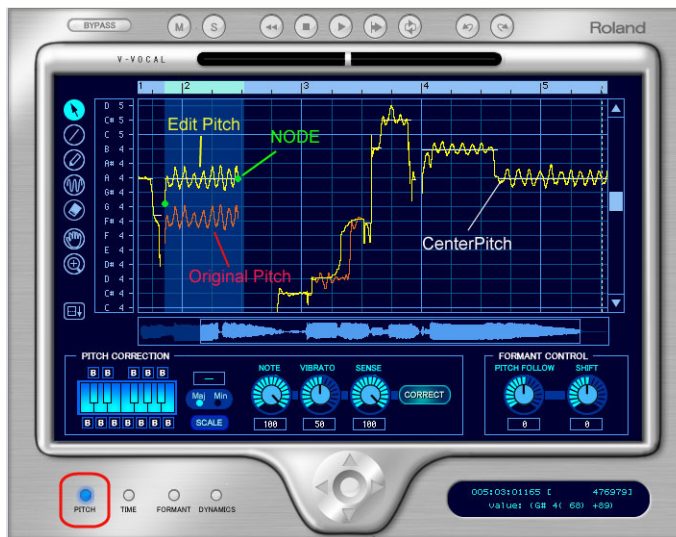 BYPASS M S Roland
V-VOCAL
1 2 3 4 5
D 5
C# 5
C 5
B 4
A# 4
A 4
G# 4
G 4
F# 4
F 4
E 4
D# 4
D 4
C# 4
C 4
Edit Pitch
NODE
Original Pitch
CenterPitch
PITCH CORRECTION
B B B B B
B B B B B B B
Maj Min
SCALE
NOTE VIBRATO SENSE
100 50 100
CORRECT
FORMANT CONTROL
PITCH FOLLOW SHIFT
0 0
PITCH TIME FORMANT DYNAMICS
005:03:01165 [ 476979]
value: (G# 4( 68) +89)